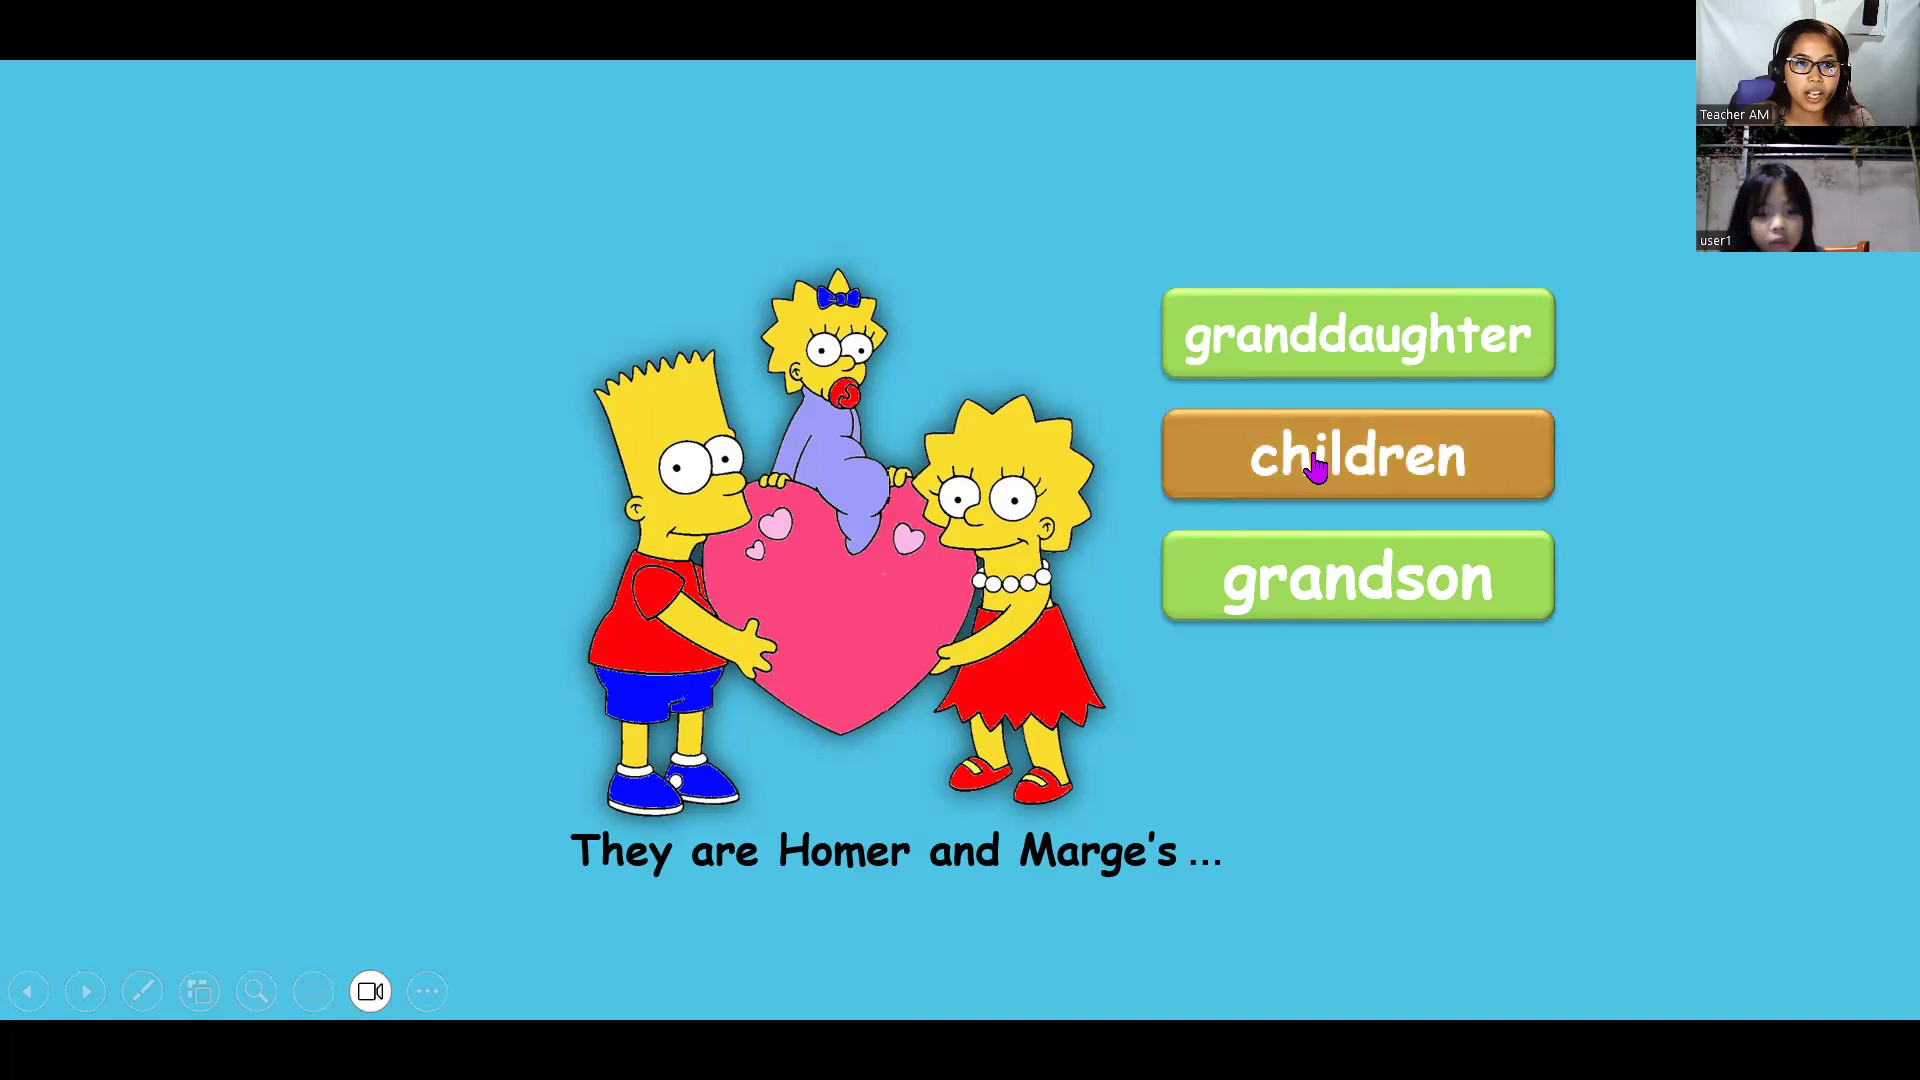 Teacher AM
user1
granddaughter
children
grandson
They are Homer and Marge's ...